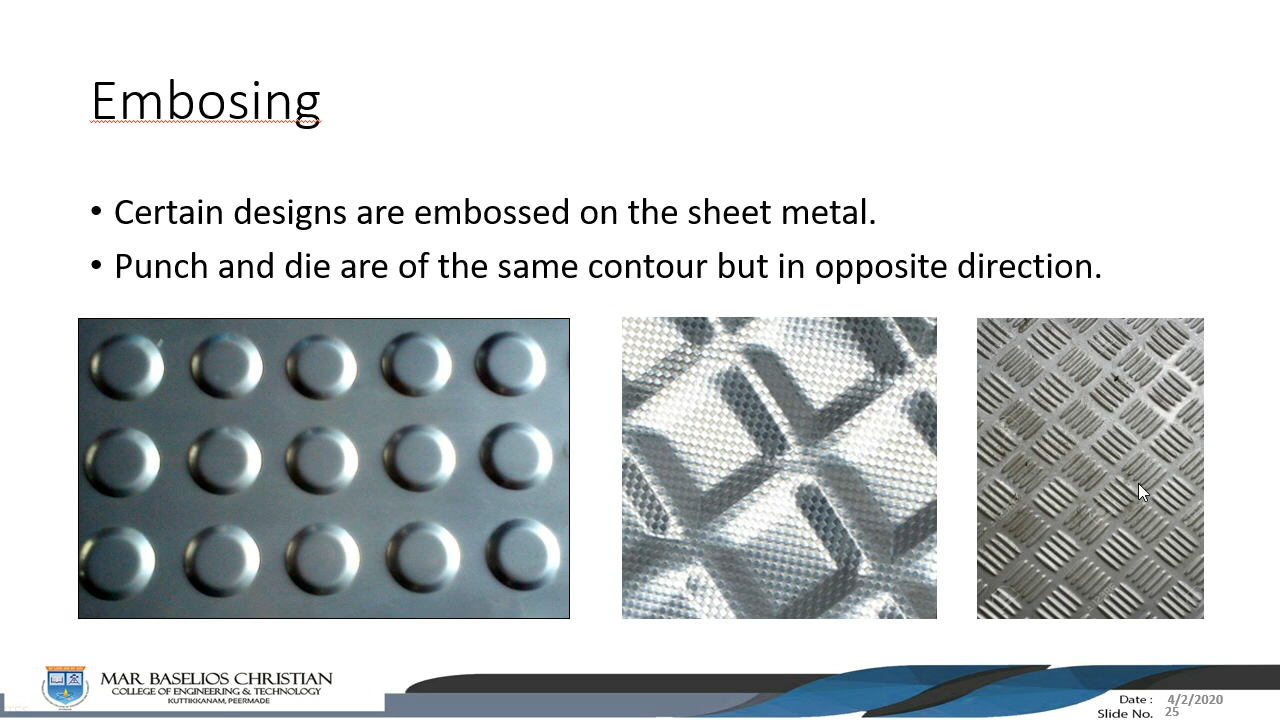 Embosing
• Certain designs are embossed on the sheet metal.
• Punch and die are of the same contour but in opposite direction.
MAR BASELIOS CHRISTIAN
COLLEGE OF ENGINEERING & TECHNOLOGY
KUTTIKKANAM, PEERMADE
Date : 4/2/2020
Slide No. 25